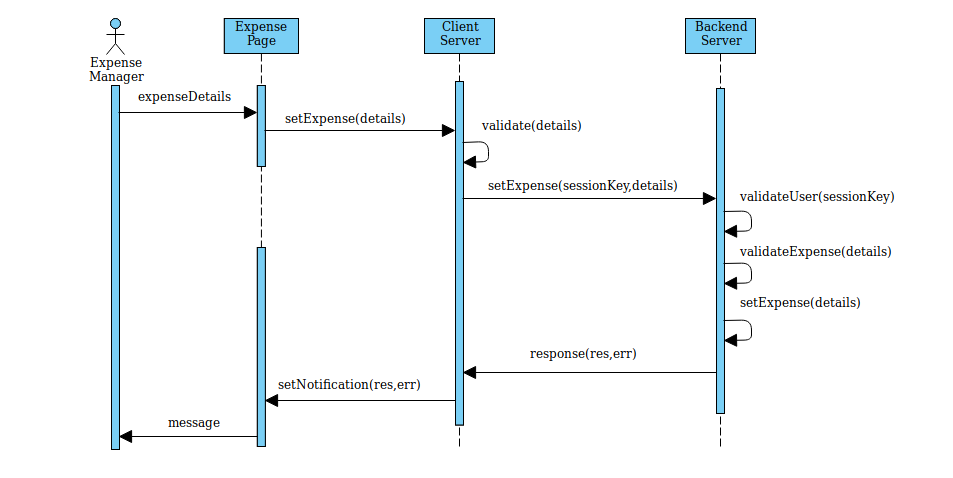 Expense
Page
Client
Server
Backend
Server
Expense
Manager
expenseDetails
setExpense(details)
validate(details)
setExpense(sessionKey,details)
validateUser(sessionKey)
validateExpense(details)
setExpense(details)
response(res,err)
setNotification(res,err)
message